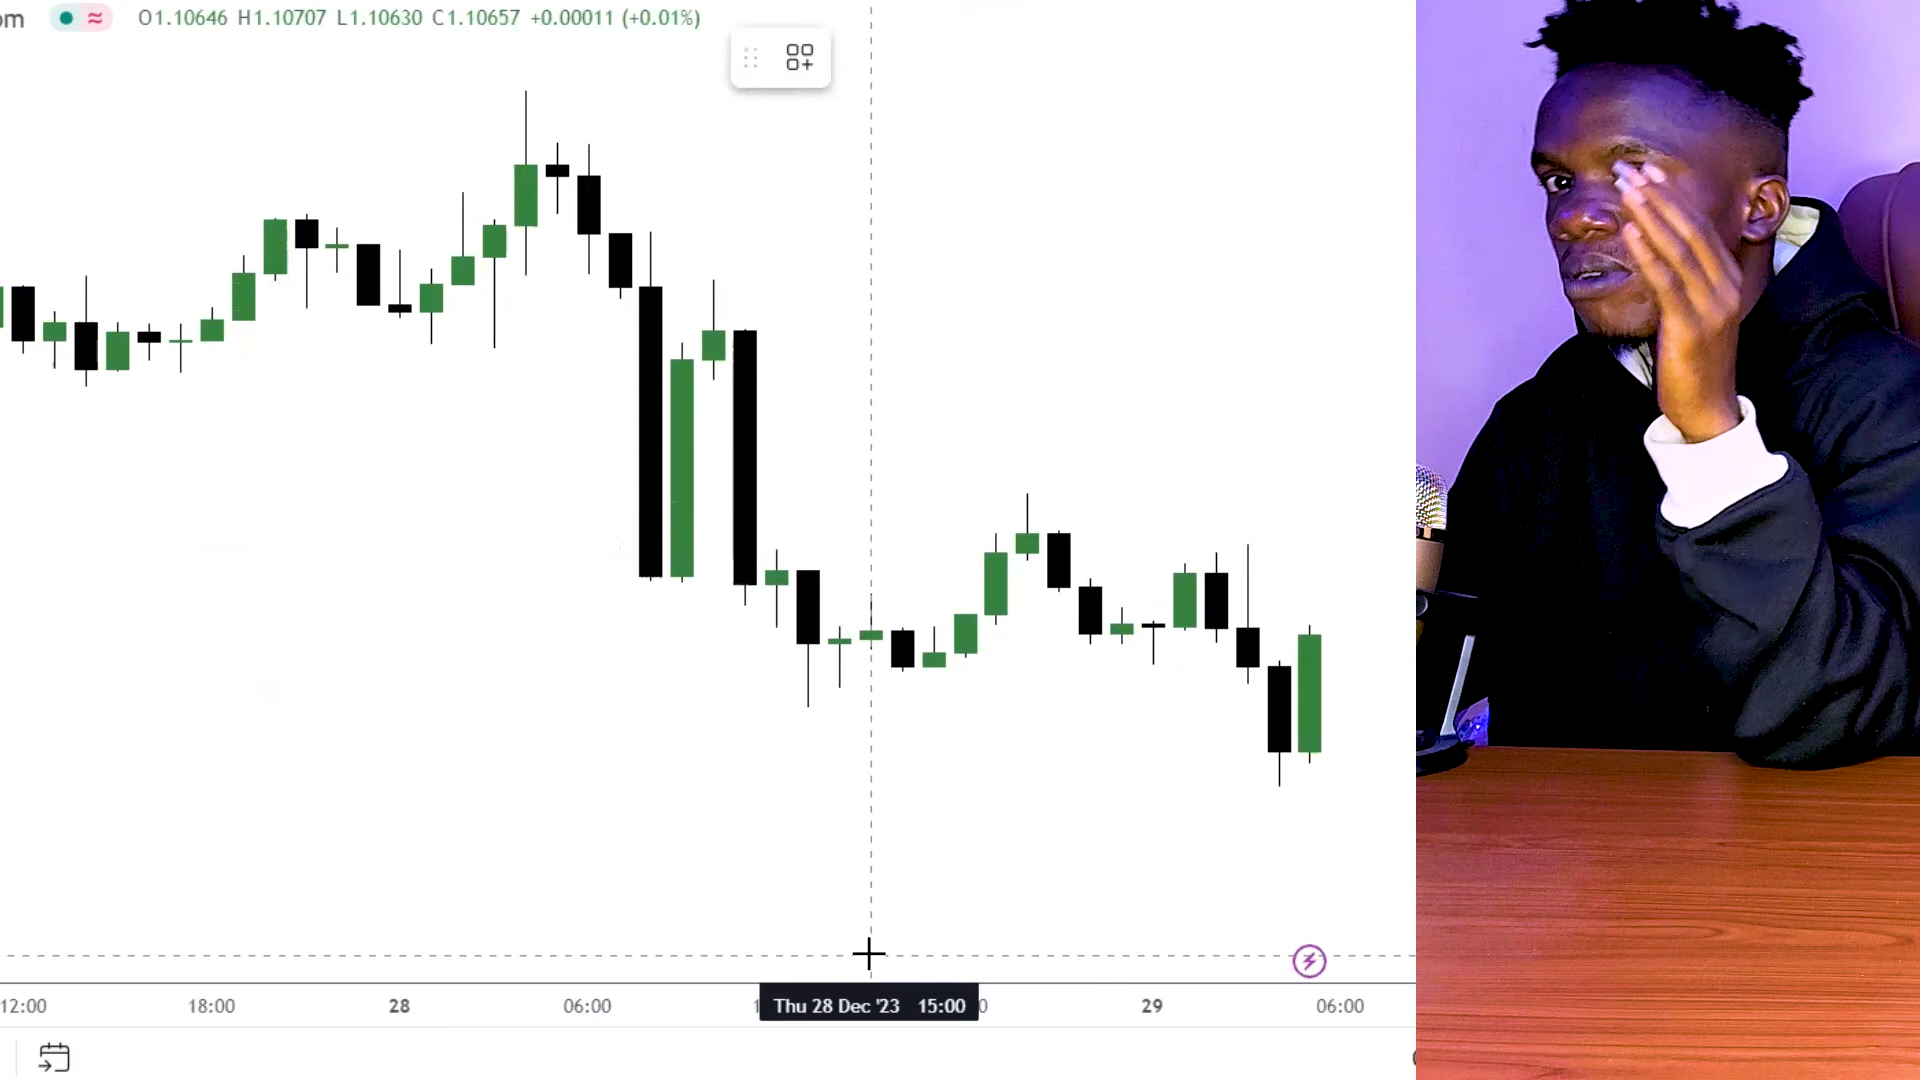 om O1.10646 H1.10707 L1.10630 C1.10657 +0.00011 (+0.01%)
12:00 18:00 28 06:00 Thu 28 Dec '23 15:00 29 06:00